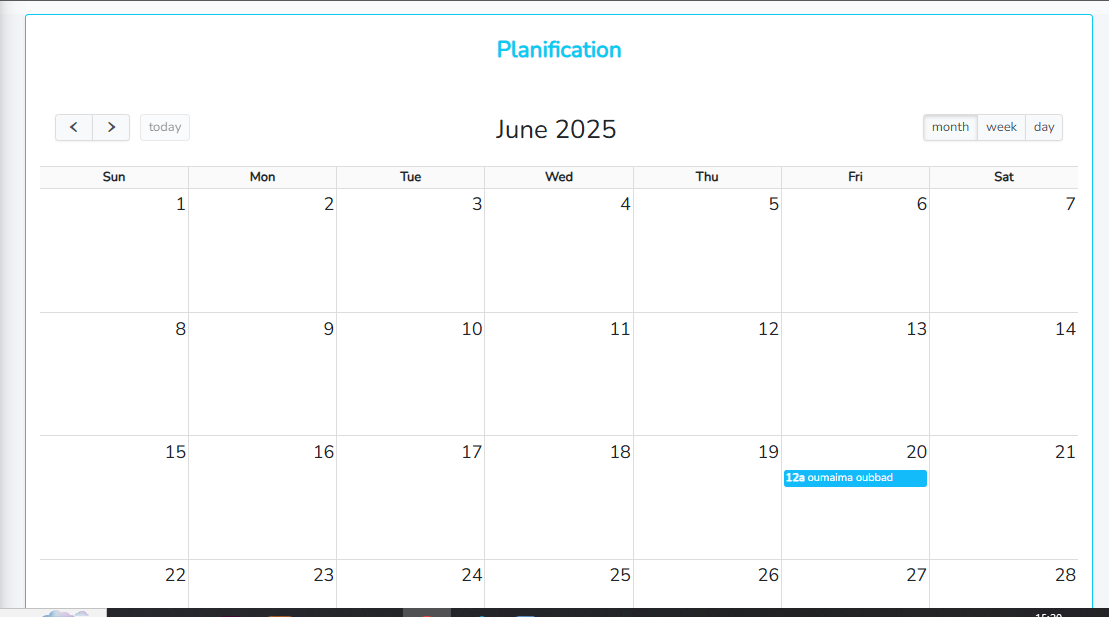 Planification
today
June 2025
month week day
Sun Mon Tue Wed Thu Fri Sat
1 2 3 4 5 6 7
8 9 10 11 12 13 14
15 16 17 18 19 20 21
12a oumaima oubbad
22 23 24 25 26 27 28